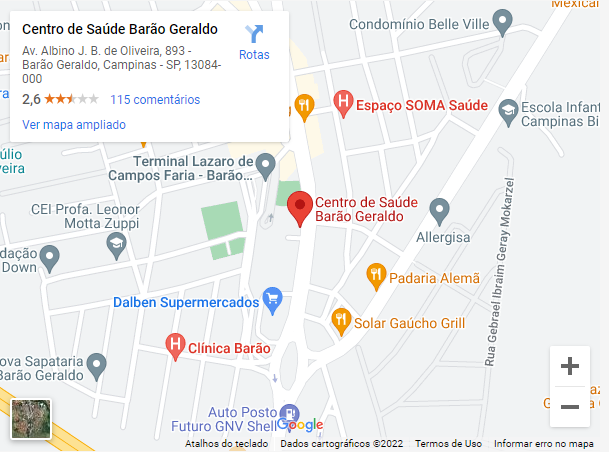 Centro de Saúde Barão Geraldo
Av. Albino J. B. de Oliveira, 893 -
Barão Geraldo, Campinas - SP, 13084-
000
2,6
115 comentários
Ver mapa ampliado
Rotas
Mexical
Condomínio Belle Ville
Espaço SOMA Saúde
Escola Infant
Campinas Bi
úlio
veira
Terminal Lazaro de
Campos Faria - Barão...
CEI Profa. Leonor
Motta Zuppi
Centro de Saúde
Barão Geraldo
Allergisa
Rua Gebrael Ibraim Geray Mokarzel
dação
Down
Padaria Alemã
Dalben Supermercados
Solar Gaúcho Grill
Clínica Barão
ova Sapataria
Barão Geraldo
Auto Posto
Futuro GNV Shell
Google
Atalhos do teclado
Dados cartográficos ©2022
Termos de Uso
Informar erro no mapa